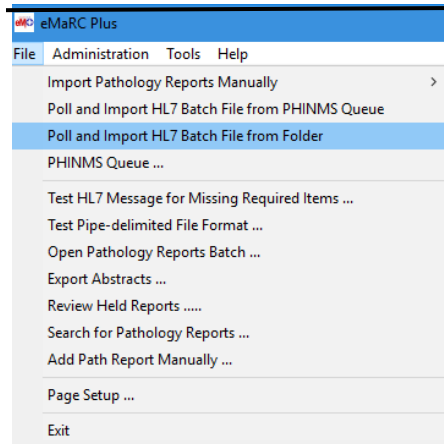 eMaRC Plus
File Administration Tools Help
Import Pathology Reports Manually
Poll and Import HL7 Batch File from PHINMS Queue
Poll and Import HL7 Batch File from Folder
PHINMS Queue ...
Test HL7 Message for Missing Required Items ...
Test Pipe-delimited File Format ...
Open Pathology Reports Batch ...
Export Abstracts ...
Review Held Reports .....
Search for Pathology Reports ...
Add Path Report Manually ...
Page Setup ...
Exit